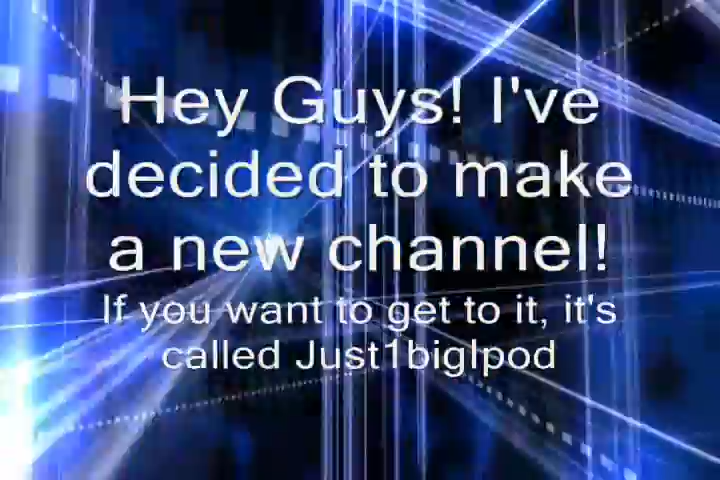 Hey Guys! I've
decided to make
a new channel!
If you want to get to it, it's
called Just1bigIpod